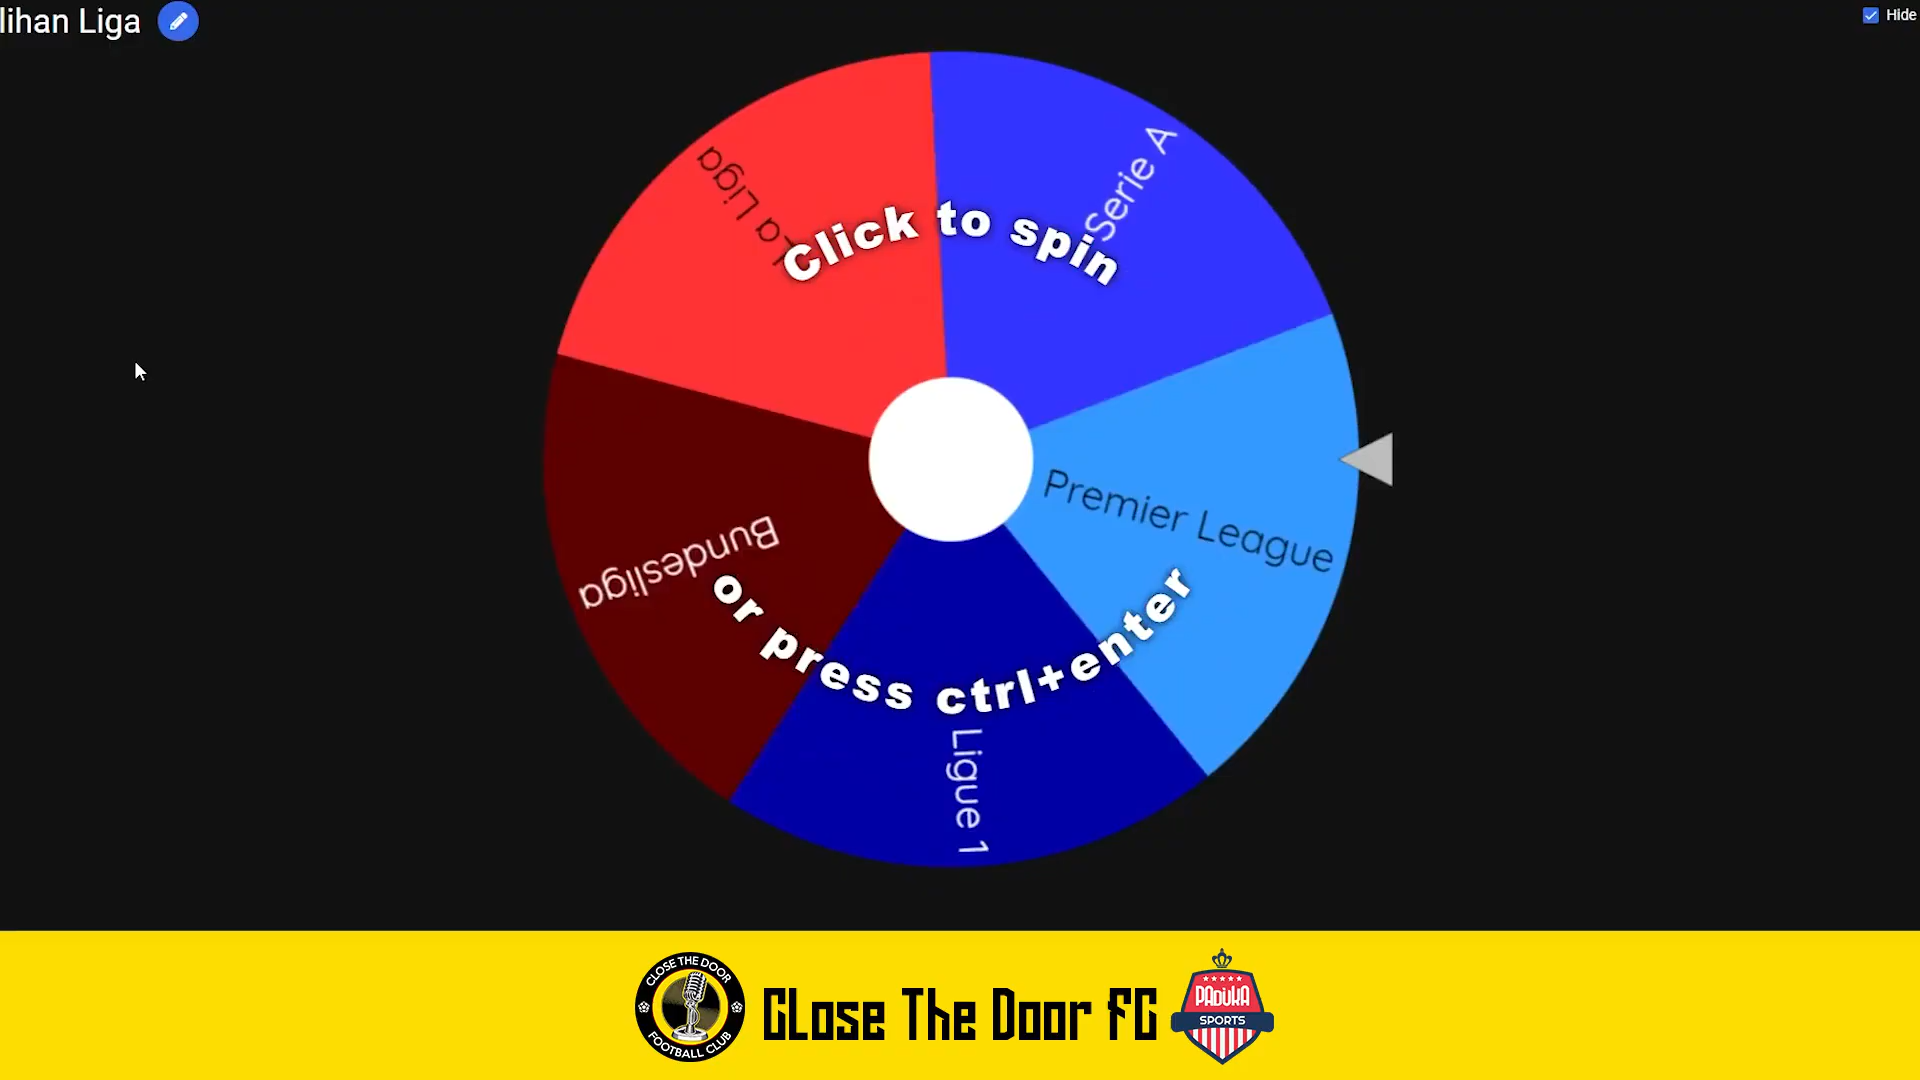 lihan Liga
Hide
La Liga
Serie A
Click to spin
Premier League
Bundesliga
or press ctrl+enter
Ligue 1
CLOSE THE DOOR
FOOTBALL CLUB
Close The Door FC
PADUKA
SPORTS